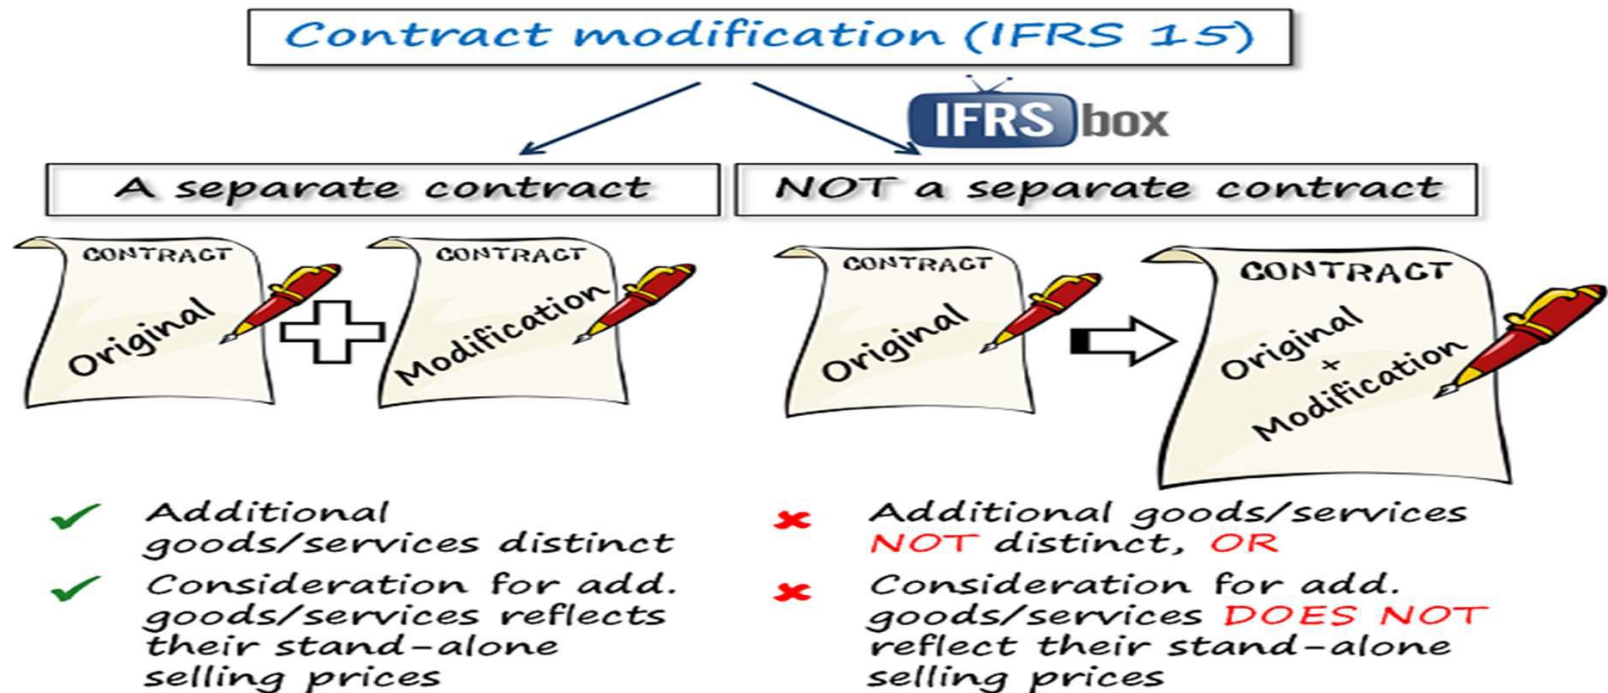 Contract modification (IFRS 15)
IFRS box
A separate contract
NOT a separate contract
CONTRACT
Original
CONTRACT
Modification
CONTRACT
Original
CONTRACT
Original
+
Modification
Additional
goods/services distinct
Consideration for add.
goods/services reflects
their stand-alone
selling prices
Additional goods/services
NOT distinct, OR
Consideration for add.
goods/services DOES NOT
reflect their stand-alone
selling prices